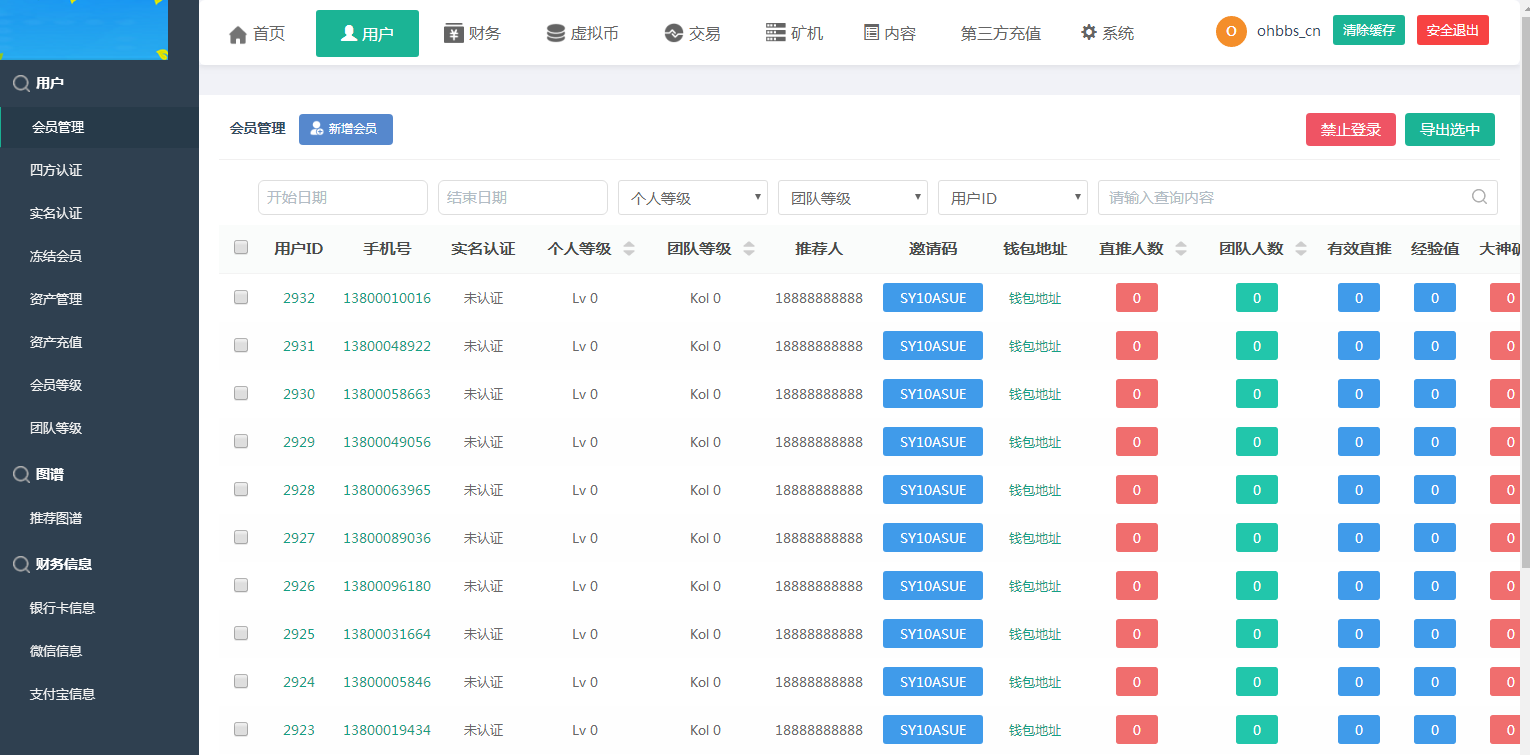 首页 用户 财务 虚拟币 交易 矿机 内容 第三方充值 系统 O ohbbs_cn 清除缓存 安全退出
用户
会员管理
四方认证
实名认证
冻结会员
资产管理
资产充值
会员等级
团队等级
图谱
推荐图谱
财务信息
银行卡信息
微信信息
支付宝信息
会员管理 新增会员 禁止登录 导出选中
开始日期 结束日期 个人等级 团队等级 用户ID 请输入查询内容
用户ID 手机号 实名认证 个人等级 团队等级 推荐人 邀请码 钱包地址 直推人数 团队人数 有效直推 经验值 大神
2932 13800010016 未认证 Lv 0 Kol 0 18888888888 SY10ASUE 钱包地址 0 0 0 0 0
2931 13800048922 未认证 Lv 0 Kol 0 18888888888 SY10ASUE 钱包地址 0 0 0 0 0
2930 13800058663 未认证 Lv 0 Kol 0 18888888888 SY10ASUE 钱包地址 0 0 0 0 0
2929 13800049056 未认证 Lv 0 Kol 0 18888888888 SY10ASUE 钱包地址 0 0 0 0 0
2928 13800063965 未认证 Lv 0 Kol 0 18888888888 SY10ASUE 钱包地址 0 0 0 0 0
2927 13800089036 未认证 Lv 0 Kol 0 18888888888 SY10ASUE 钱包地址 0 0 0 0 0
2926 13800096180 未认证 Lv 0 Kol 0 18888888888 SY10ASUE 钱包地址 0 0 0 0 0
2925 13800031664 未认证 Lv 0 Kol 0 18888888888 SY10ASUE 钱包地址 0 0 0 0 0
2924 13800005846 未认证 Lv 0 Kol 0 18888888888 SY10ASUE 钱包地址 0 0 0 0 0
2923 13800019434 未认证 Lv 0 Kol 0 18888888888 SY10ASUE 钱包地址 0 0 0 0 0